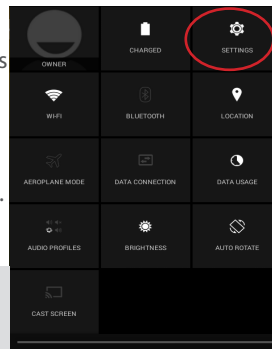 s
OWNER
CHARGED
SETTINGS
WI-FI
BLUETOOTH
LOCATION
AEROPLANE MODE
DATA CONNECTION
DATA USAGE
.
AUDIO PROFILES
BRIGHTNESS
AUTO ROTATE
CAST SCREEN